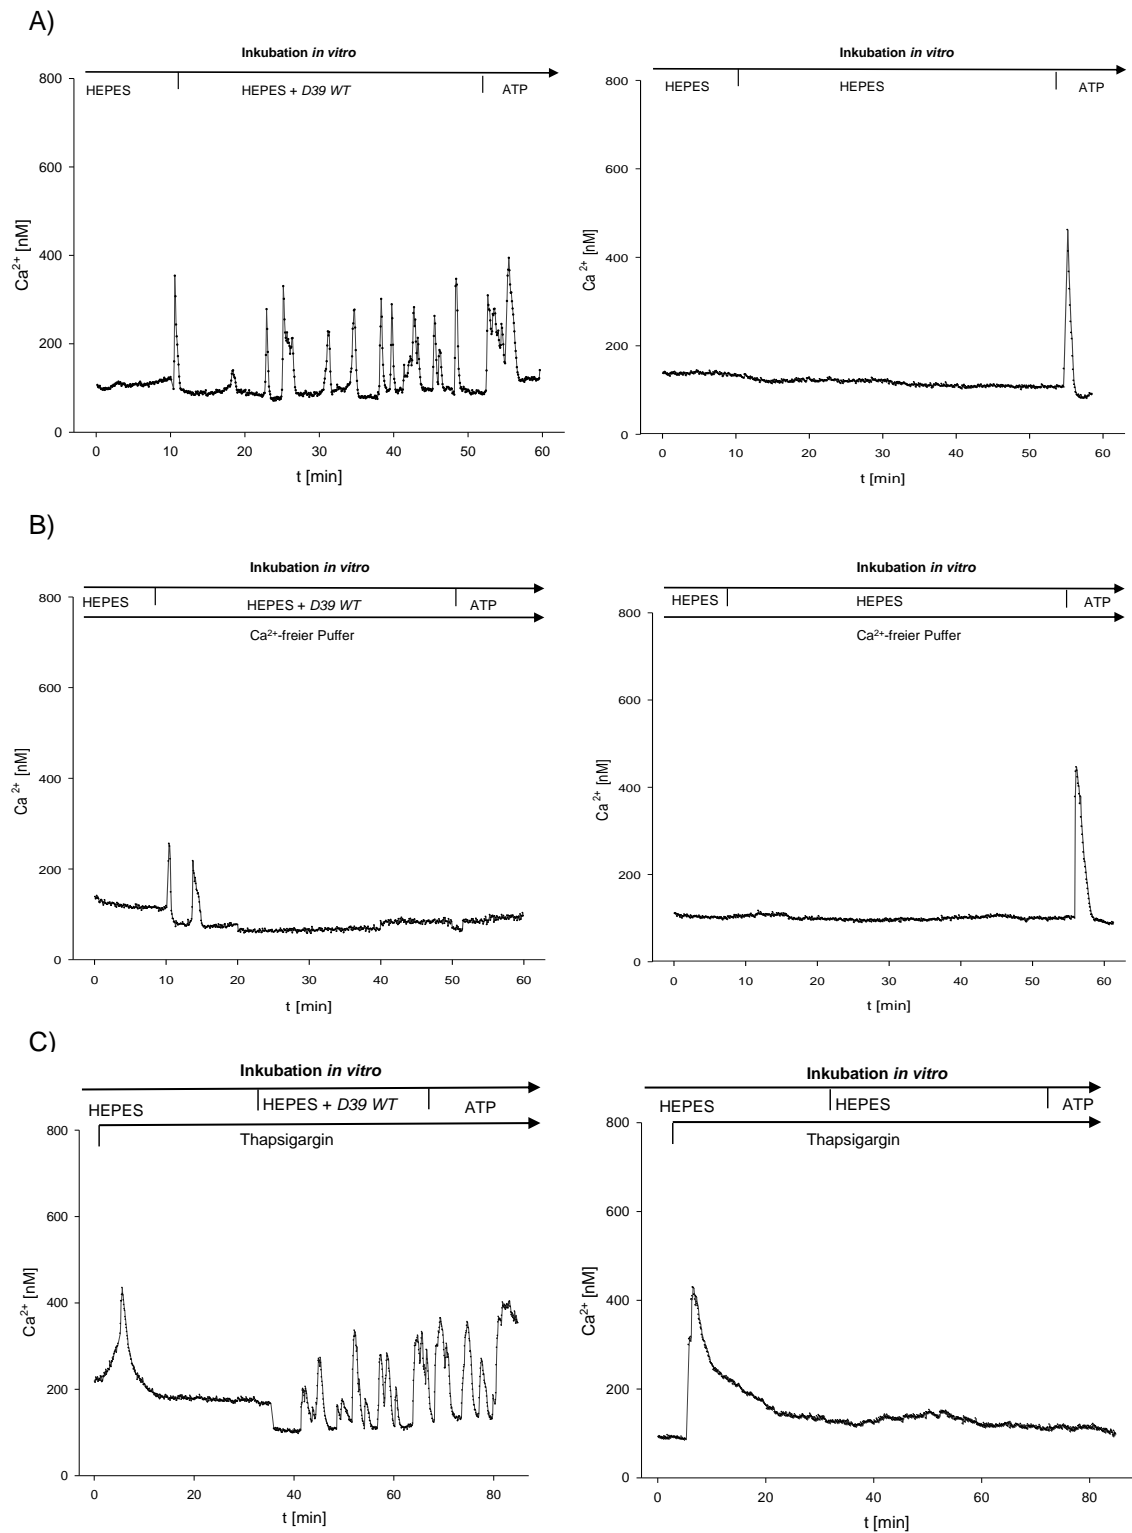 A)
Inkubation in vitro
HEPES HEPES + D39 WT ATP
800
600
400
200
0
Ca2+ [nM]
0 10 20 30 40 50 60
t [min]
Inkubation in vitro
HEPES HEPES ATP
800
600
400
200
0
Ca 2+ [nM]
0 10 20 30 40 50 60
t [min]
B)
Inkubation in vitro
HEPES HEPES + D39 WT ATP
Ca2+-freier Puffer
800
600
400
200
0
Ca 2+ [nM]
0 10 20 30 40 50 60
t [min]
Inkubation in vitro
HEPES HEPES ATP
Ca2+-freier Puffer
800
600
400
200
0
Ca 2+ [nM]
0 10 20 30 40 50 60
t [min]
C)
Inkubation in vitro
HEPES HEPES + D39 WT ATP
Thapsigargin
800
600
400
200
0
Ca2+ [nM]
0 20 40 60 80
t [min]
Inkubation in vitro
HEPES HEPES ATP
Thapsigargin
800
600
400
200
0
Ca2+ [nM]
0 20 40 60 80
t [min]